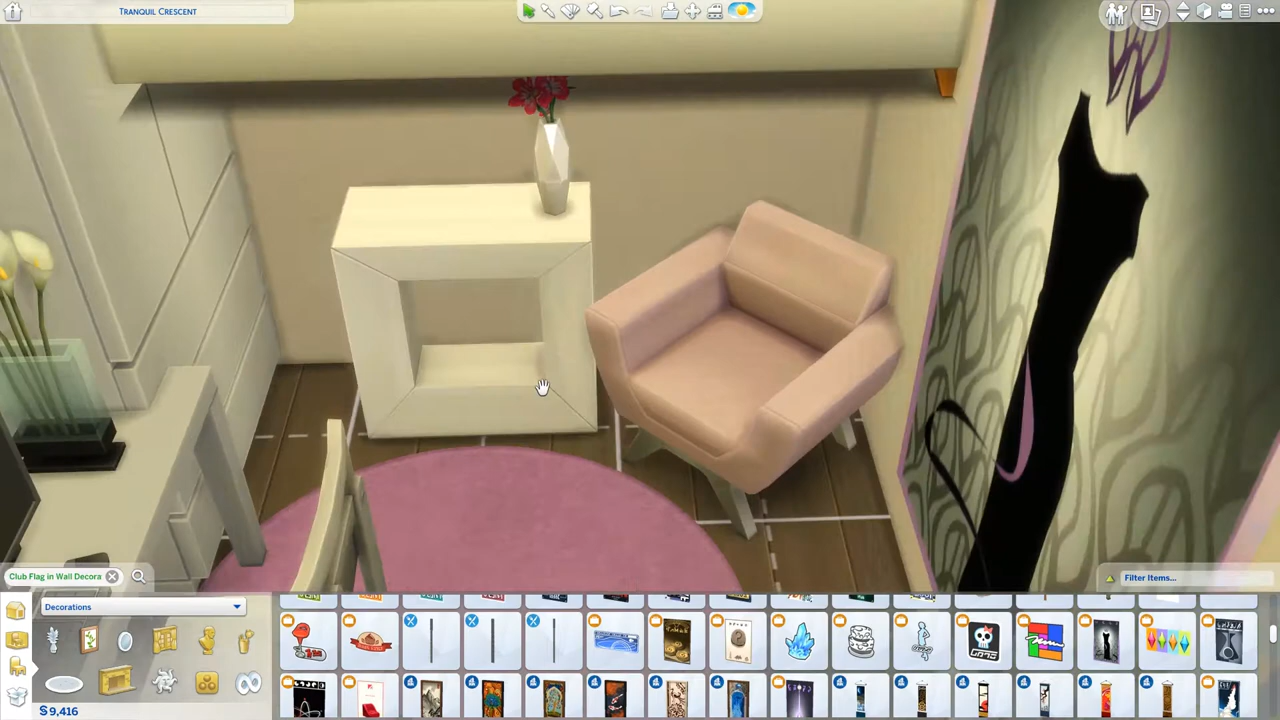 TRANQUIL CRESCENT
Club Flag in Wall Decora
Filter Items...
Decorations
§9,416